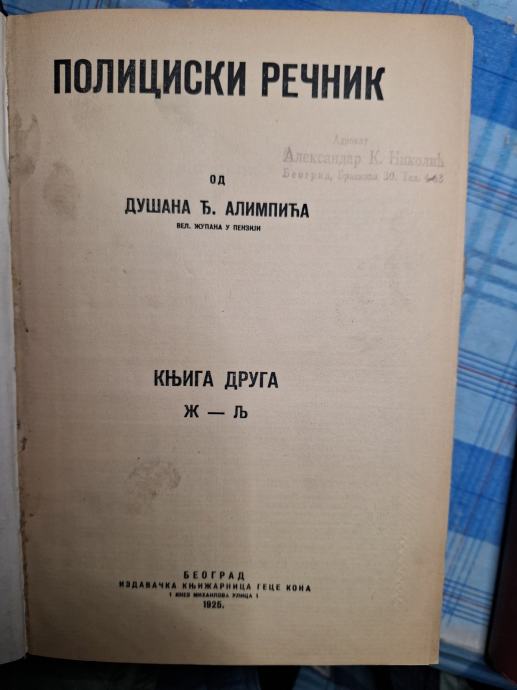 ПОЛИЦИСКИ РЕЧНИК
Адвокат
Александар К. Николић
Београд,
од
ДУШАНА Ђ. АЛИМПИЋА
ВЕЛ. ЖУПАНА У ПЕНЗИЈИ
КЊИГА ДРУГА
Ж — Љ
БЕОГРАД
ИЗДАВАЧКА КЊИЖАРНИЦА ГЕЦЕ КОНА
1 КНЕЗ МИХАИЛОВА УЛИЦА 1
1925.